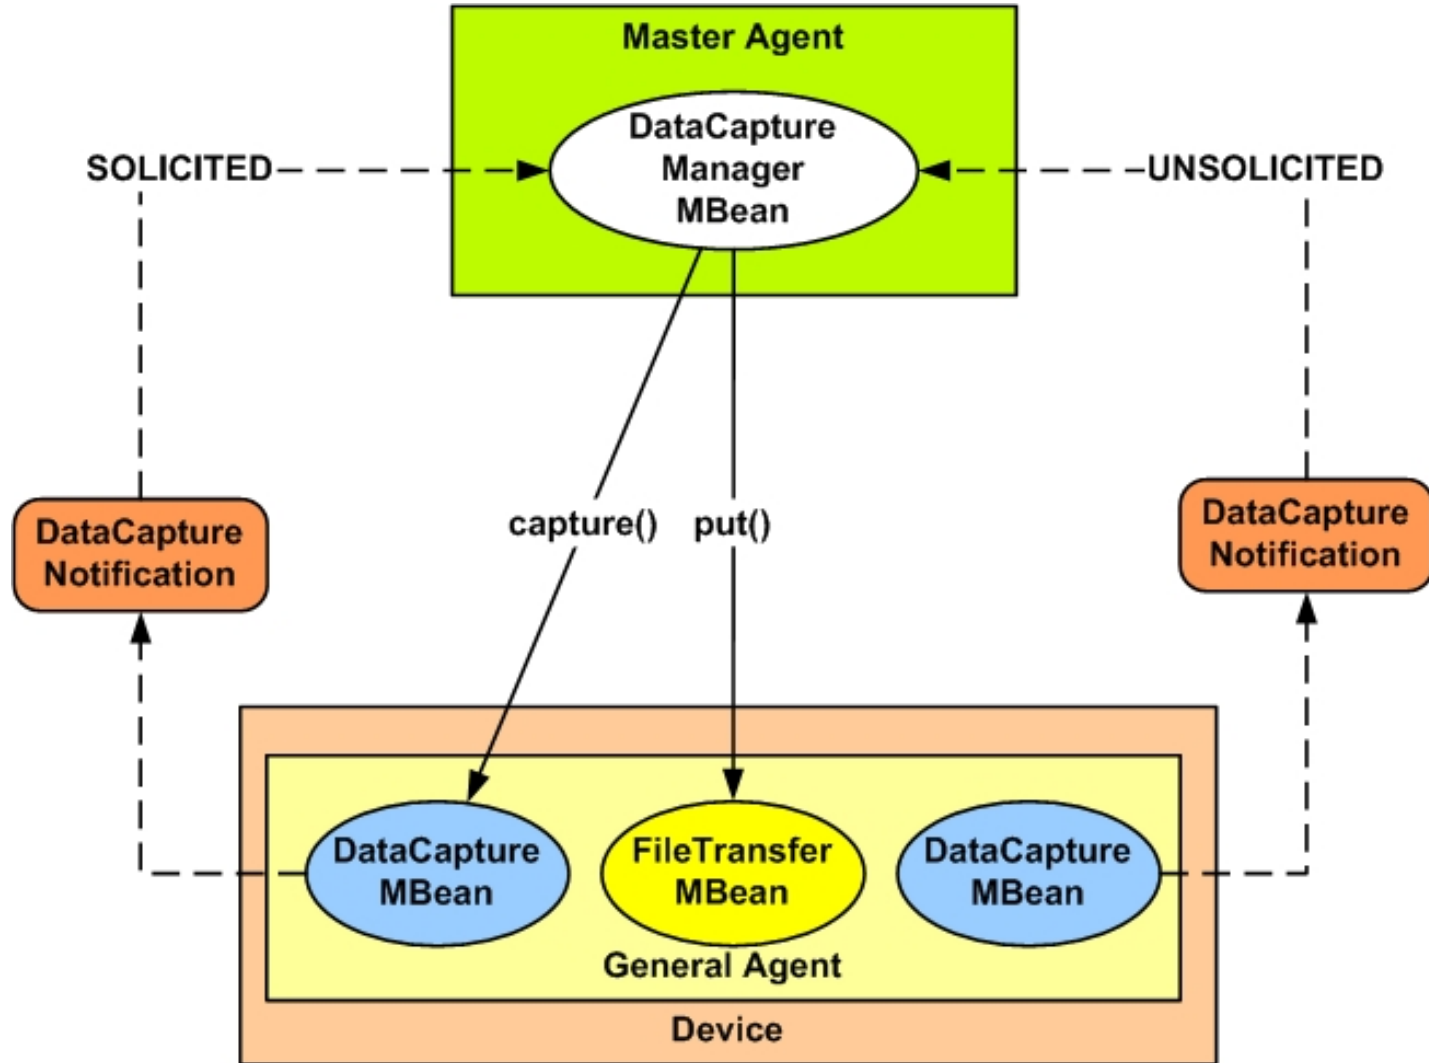 Master Agent
DataCapture
Manager
MBean
SOLICITED
UNSOLICITED
capture()
put()
DataCapture
Notification
DataCapture
Notification
DataCapture
MBean
FileTransfer
MBean
DataCapture
MBean
General Agent
Device